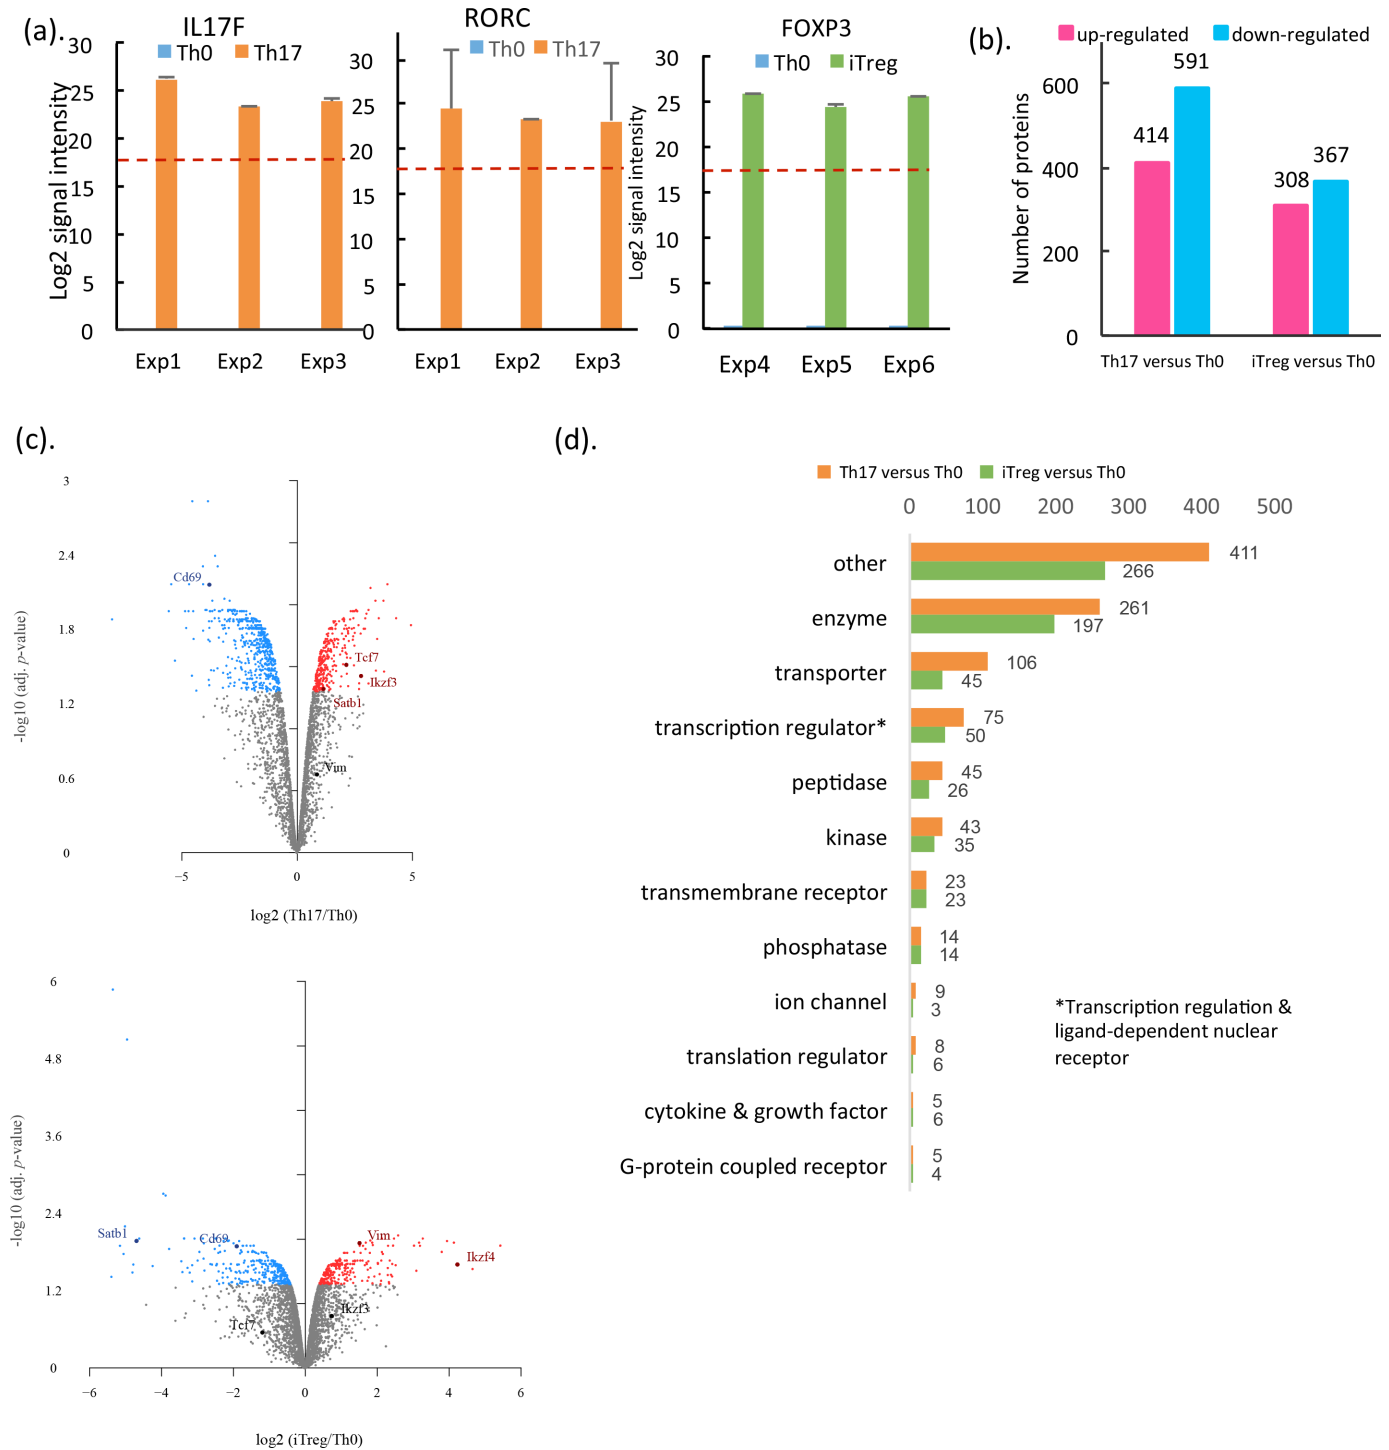 (a).
IL17F
Th0 Th17
Log2 signal intensity
30
25
20
15
10
5
0
Exp1 Exp2 Exp3
RORC
Th0 Th17
30
25
20
15
10
5
0
Exp1 Exp2 Exp3
FOXP3
Th0 iTreg
Log2 signal intensity
30
25
20
15
10
5
0
Exp4 Exp5 Exp6
(b).
up-regulated down-regulated
Number of proteins
600
400
200
0
414
591
308
367
Th17 versus Th0 iTreg versus Th0
(c).
-log10 (adj. p-value)
3
2.4
1.8
1.2
0.6
0
Cd69
Tcf7
Ikzf3
Satb1
Vim
−5 0 5
log2 (Th17/Th0)
-log10 (adj. p-value)
6
4.8
3.6
2.4
1.2
0
Satb1
Cd69
Vim
Ikzf4
Ikzf3
Tcf7
−6 −4 −2 0 2 4 6
log2 (iTreg/Th0)
(d).
Th17 versus Th0 iTreg versus Th0
0 100 200 300 400 500
other 411
266
enzyme 261
197
transporter 106
45
transcription regulator* 75
50
peptidase 45
26
kinase 43
35
transmembrane receptor 23
23
phosphatase 14
14
ion channel 9
3
translation regulator 8
6
cytokine & growth factor 5
6
G-protein coupled receptor 5
4
*Transcription regulation &
ligand-dependent nuclear
receptor